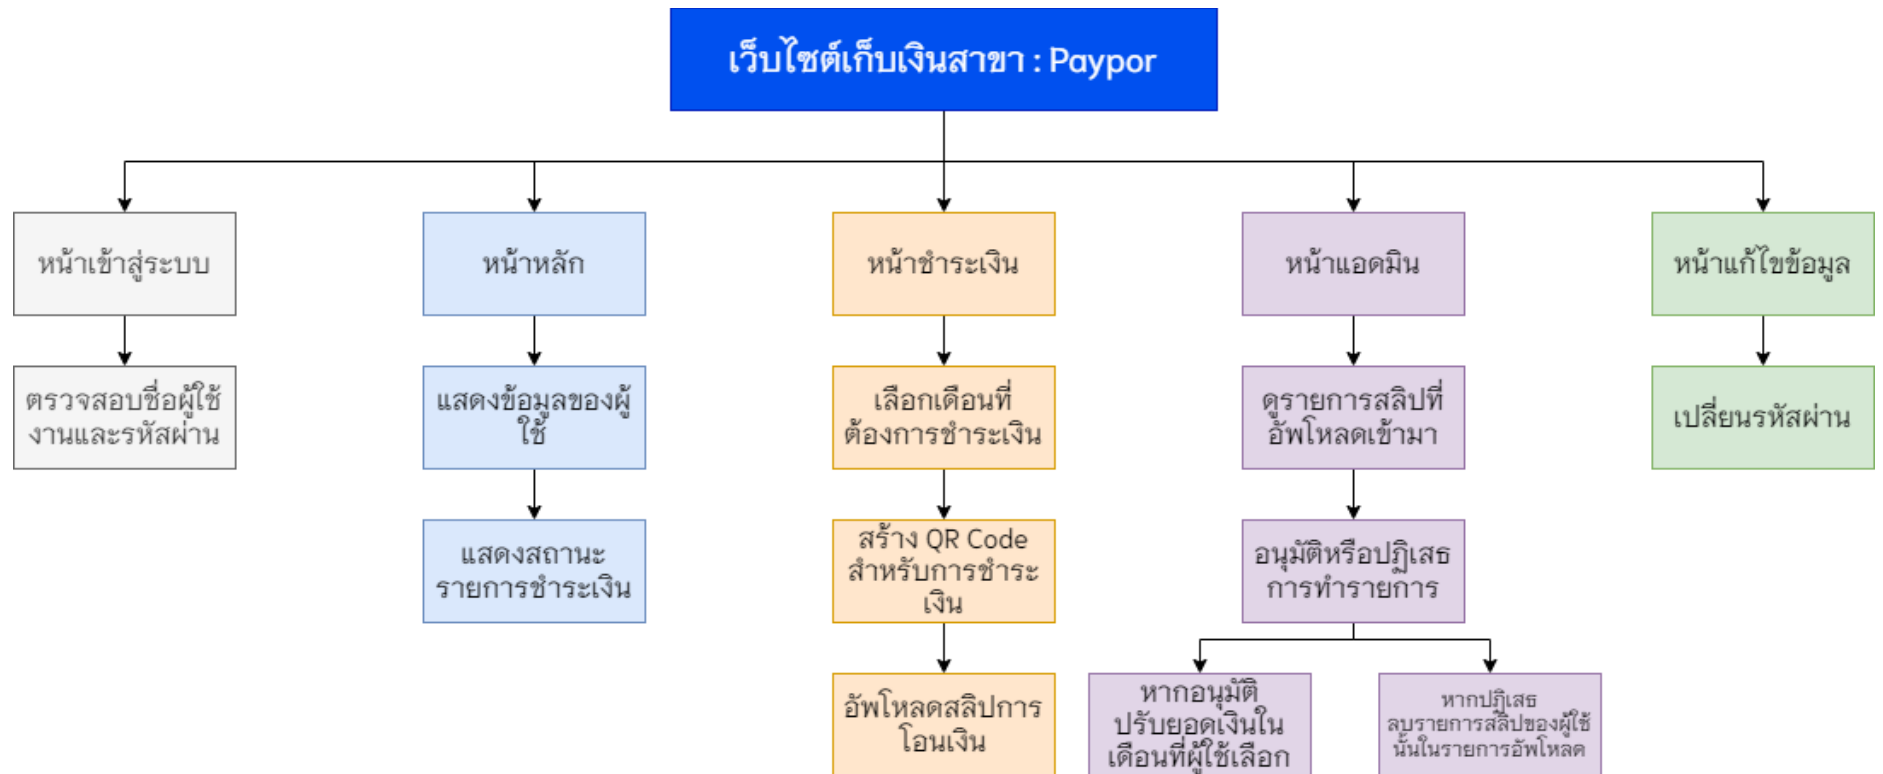 เว็บไซต์เก็บเงินสาขา : Paypor
หน้าเข้าสู่ระบบ
หน้าหลัก
หน้าชำระเงิน
หน้าแอดมิน
หน้าแก้ไขข้อมูล
ตรวจสอบชื่อผู้ใช้
งานและรหัสผ่าน
แสดงข้อมูลของผู้
ใช้
เลือกเดือนที่
ต้องการชำระเงิน
ดูรายการสลิปที่
อัพโหลดเข้ามา
เปลี่ยนรหัสผ่าน
แสดงสถานะ
รายการชำระเงิน
สร้าง QR Code
สำหรับการชำระ
เงิน
อนุมัติหรือปฏิเสธ
การทำรายการ
อัพโหลดสลิปการ
โอนเงิน
หากอนุมัติ
ปรับยอดเงินใน
เดือนที่ผู้ใช้เลือก
หากปฏิเสธ
ลบรายการสลิปของผู้ใช้
นั้นในรายการอัพโหลด